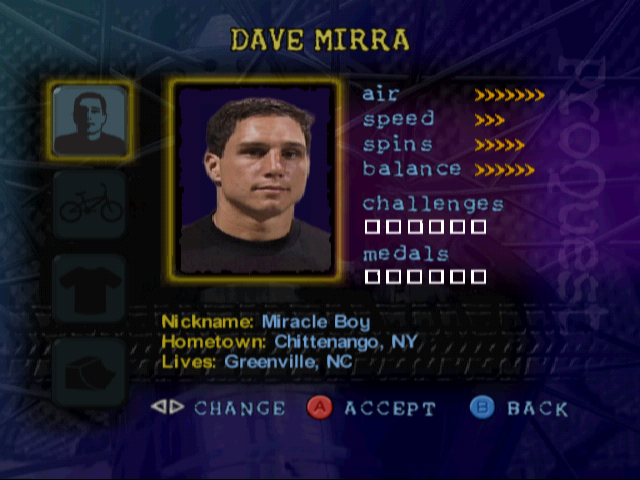 DAVE MIRRA
air
speed
spins
balance
challenges
medals
proQuest
Nickname: Miracle Boy
Hometown: Chittenango, NY
Lives: Greenville, NC
CHANGE A ACCEPT B BACK